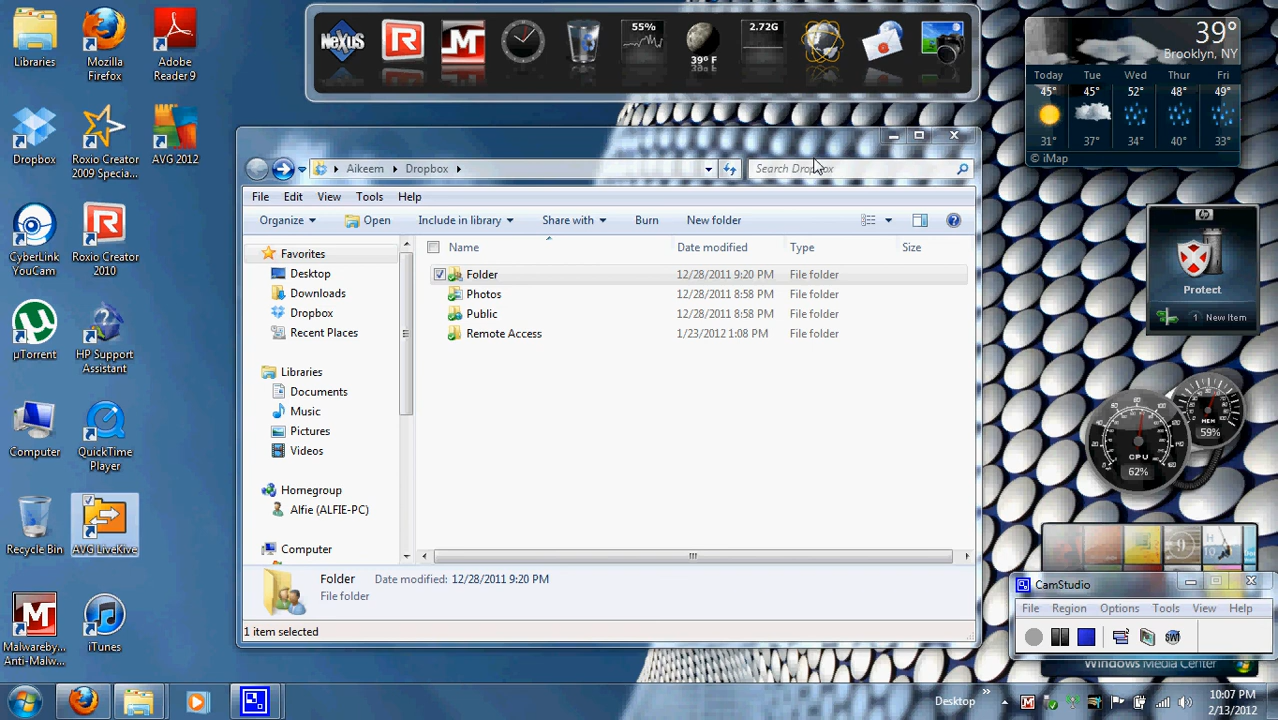 Libraries
Mozilla Firefox
Adobe Reader 9
Dropbox
Roxio Creator 2009 Specia...
AVG 2012
CyberLink YouCam
Roxio Creator 2010
µTorrent
HP Support Assistant
Computer
QuickTime Player
Recycle Bin
AVG LiveKive
Malwareby... Anti-Malw...
iTunes
NeXuS
55%
39º F
2.72G
39°
Brooklyn, NY
Today Tue Wed Thur Fri
45° 45° 52° 48° 49°
31° 37° 34° 40° 33°
© iMap
Aikeem Dropbox
Search Dropbox
File Edit View Tools Help
Organize Open Include in library Share with Burn New folder
Favorites
Desktop
Downloads
Dropbox
Recent Places
Libraries
Documents
Music
Pictures
Videos
Homegroup
Alfie (ALFIE-PC)
Computer
Name Date modified Type Size
Folder 12/28/2011 9:20 PM File folder
Photos 12/28/2011 8:58 PM File folder
Public 12/28/2011 8:58 PM File folder
Remote Access 1/23/2012 1:08 PM File folder
Folder Date modified: 12/28/2011 9:20 PM
File folder
1 item selected
hp
Protect
1 New Item
MEM
59%
CPU
62%
CamStudio
File Region Options Tools View Help
SWF
Windows Media Center
Desktop
10:07 PM
2/13/2012